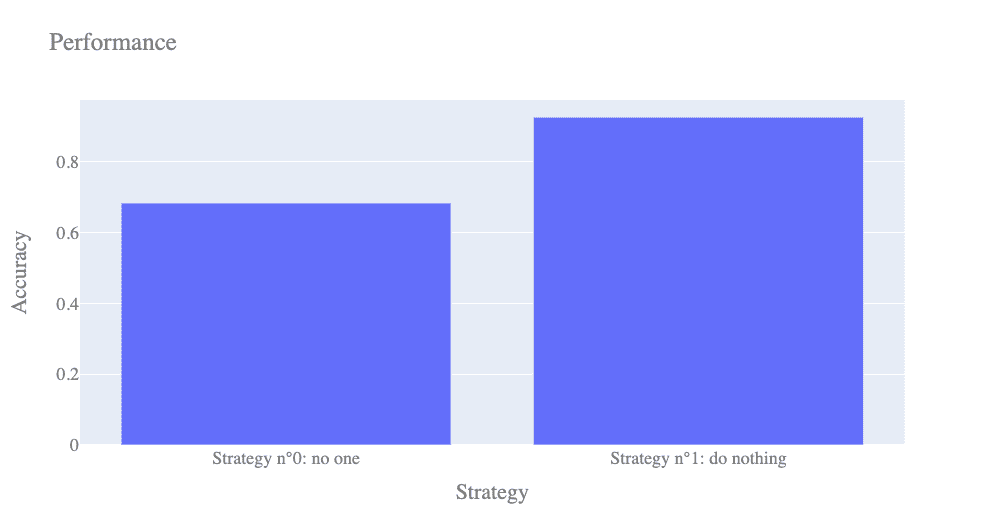 Performance
Accuracy
0.8
0.6
0.4
0.2
0
Strategy n°0: no one
Strategy n°1: do nothing
Strategy